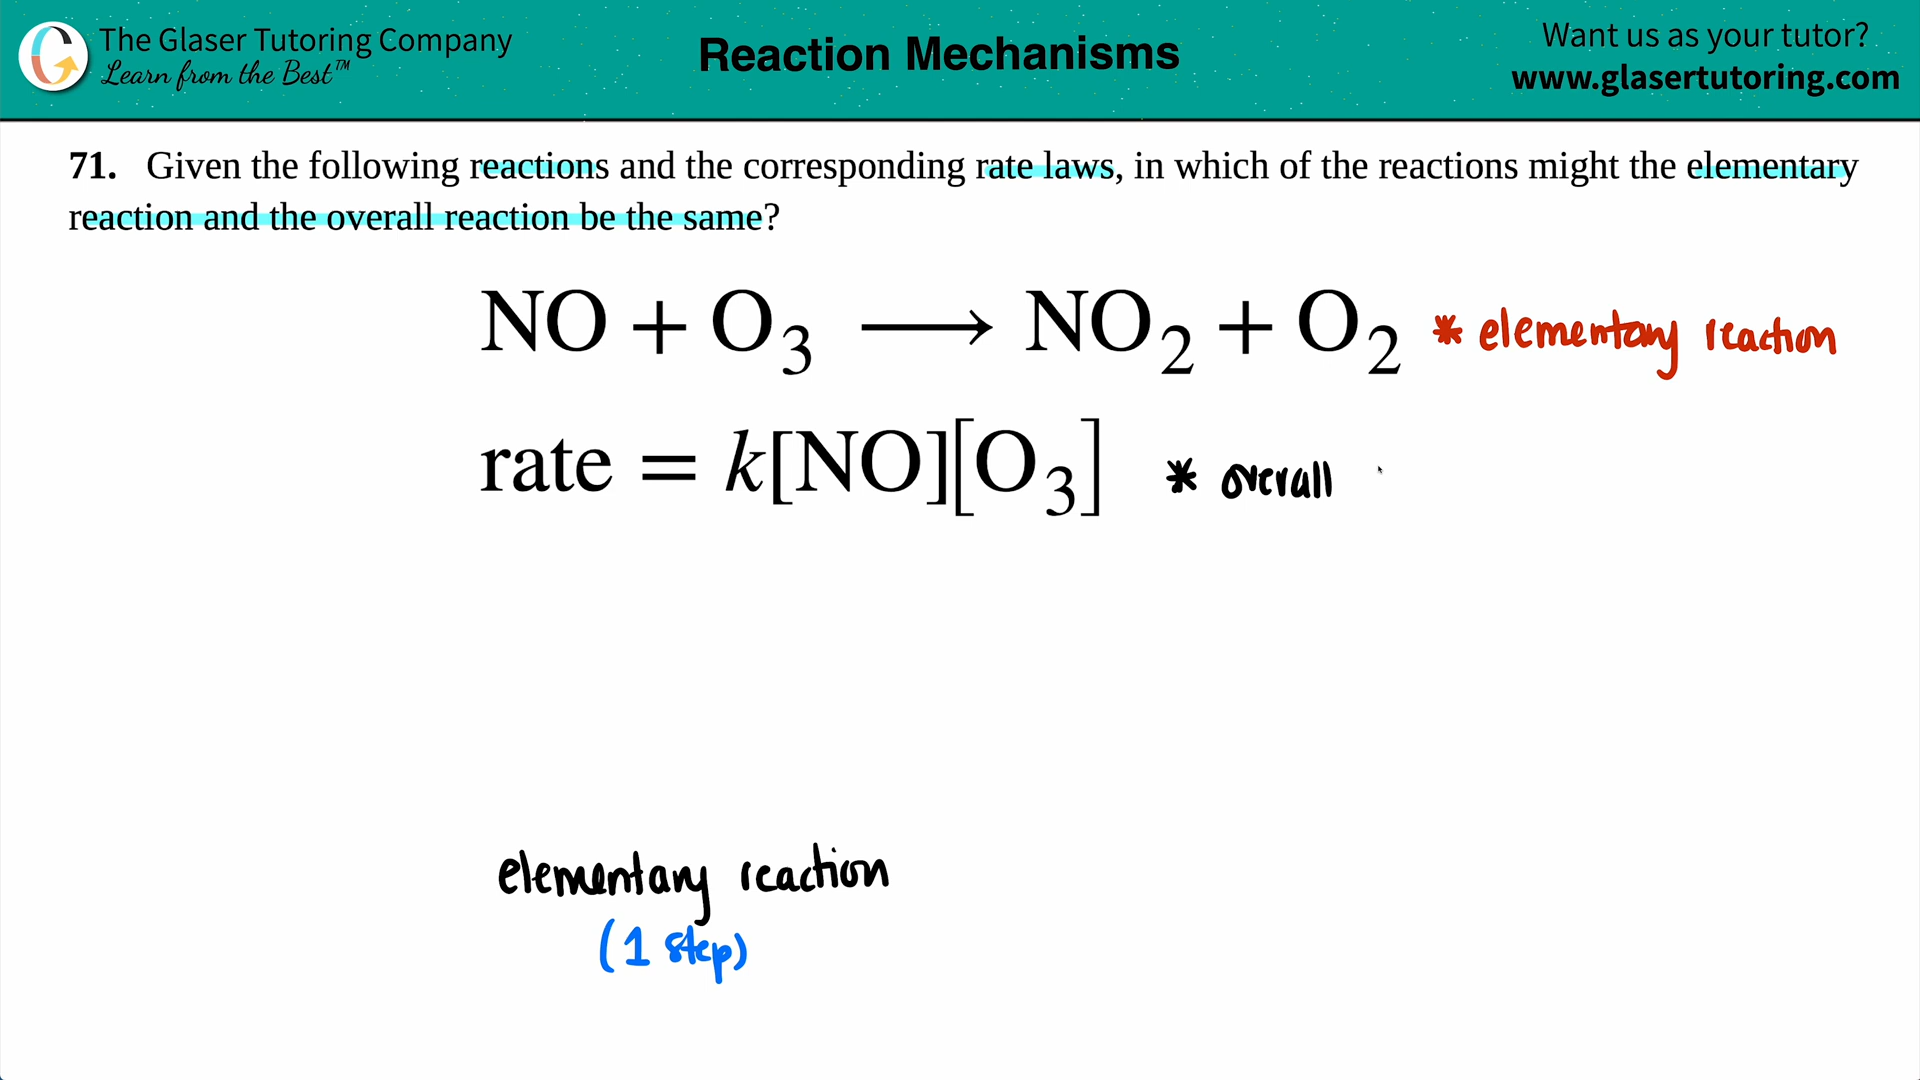 The Glaser Tutoring Company
Learn from the Best™
Reaction Mechanisms
Want us as your tutor?
www.glasertutoring.com
71. Given the following reactions and the corresponding rate laws, in which of the reactions might the elementary
reaction and the overall reaction be the same?
NO + O₃ ⟶ NO₂ + O₂ * elementary reaction
rate = k[NO][O₃] * overall
elementary reaction
(1 step)